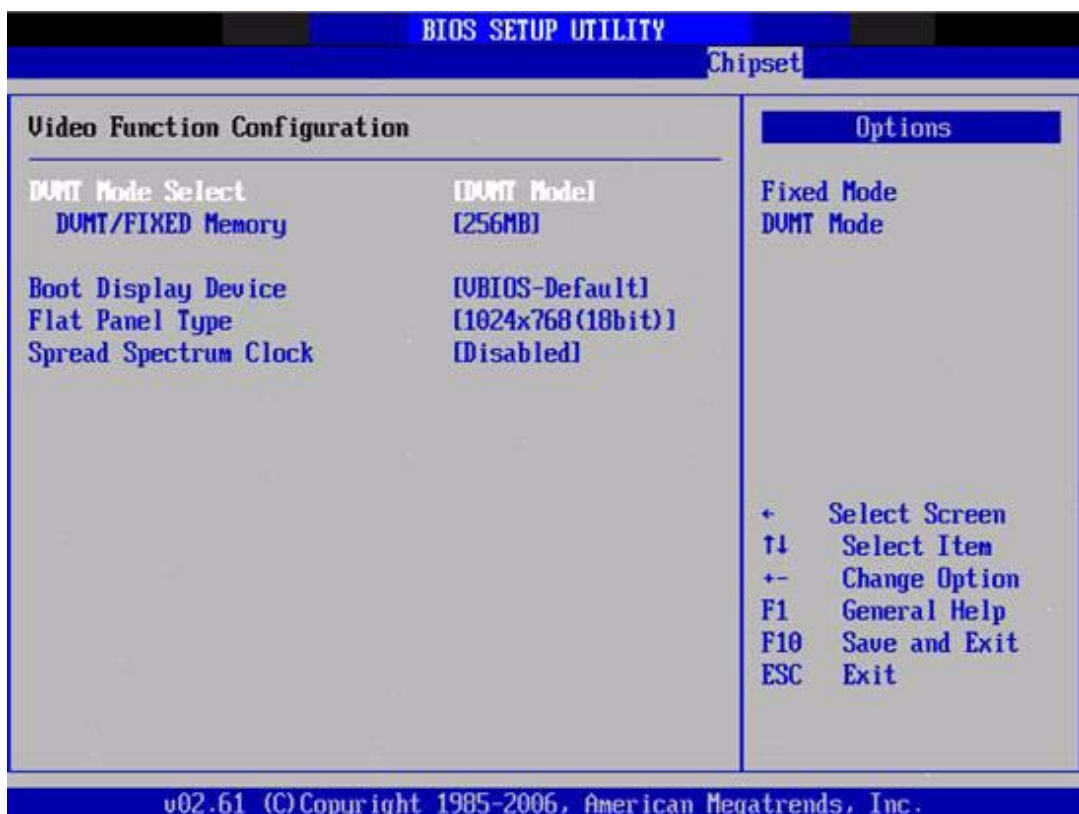 BIOS SETUP UTILITY
Chipset
Video Function Configuration
DVMT Mode Select [DVMT Mode]
DVMT/FIXED Memory [256MB]
Boot Display Device [VBIOS-Default]
Flat Panel Type [1024x768(18bit)]
Spread Spectrum Clock [Disabled]
Options
Fixed Mode
DVMT Mode
← Select Screen
↑↓ Select Item
+- Change Option
F1 General Help
F10 Save and Exit
ESC Exit
v02.61 (C)Copyright 1985-2006, American Megatrends, Inc.